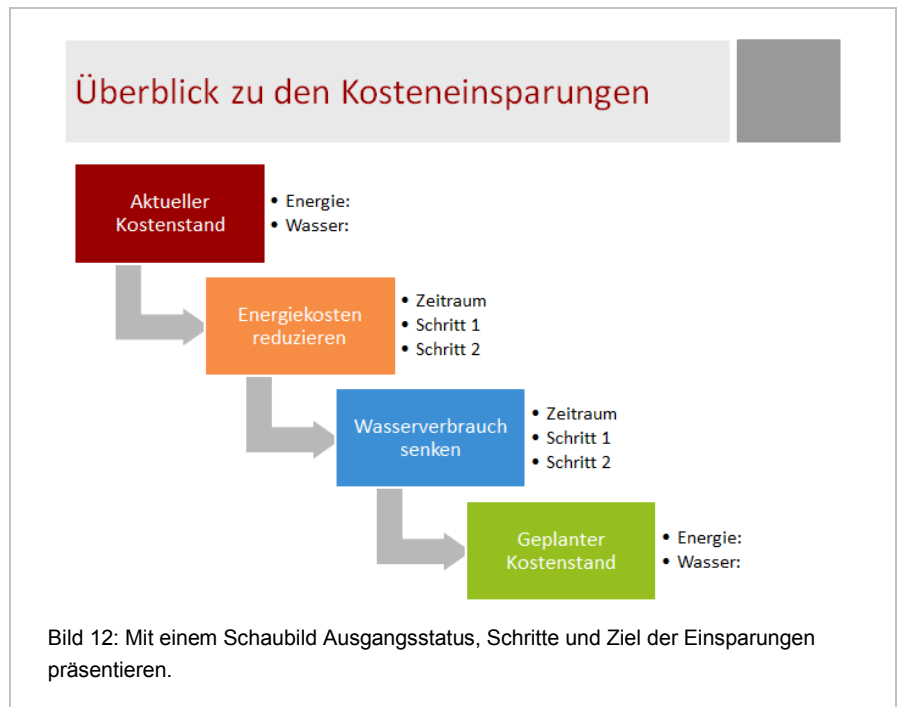 Überblick zu den Kosteneinsparungen
Aktueller
Kostenstand
• Energie:
• Wasser:
Energiekosten
reduzieren
• Zeitraum
• Schritt 1
• Schritt 2
Wasserverbrauch
senken
• Zeitraum
• Schritt 1
• Schritt 2
Geplanter
Kostenstand
• Energie:
• Wasser:
Bild 12: Mit einem Schaubild Ausgangsstatus, Schritte und Ziel der Einsparungen
präsentieren.